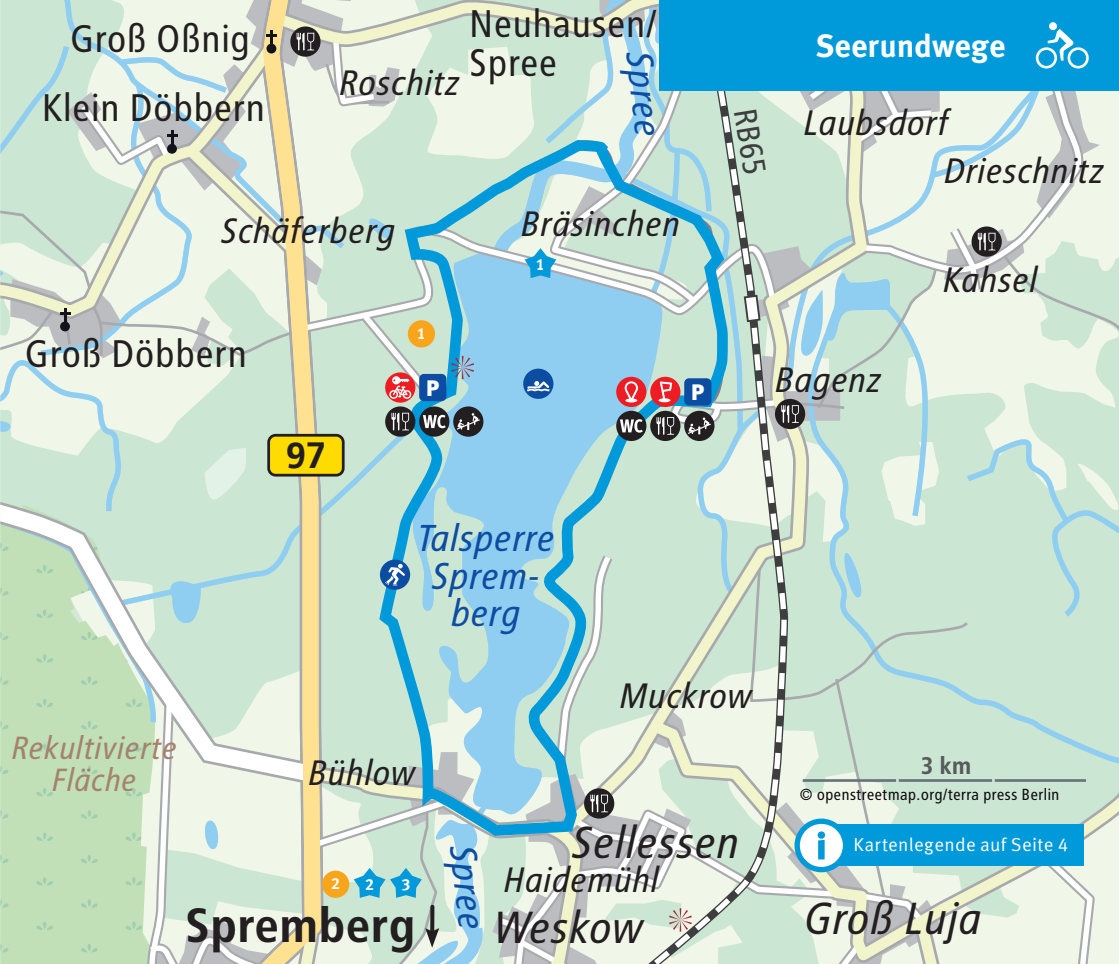 Seerundwege
Groß Oßnig
Neuhausen/
Spree
Roschitz
Spree
RB65
Klein Döbbern
Laubsdorf
Drieschnitz
Schäferberg
Bräsinchen
1
Kahsel
Groß Döbbern
1
P
P
WC
WC
Bagenz
97
Talsperre
Sprem-
berg
Muckrow
Rekultivierte
Fläche
Bühlow
3 km
© openstreetmap.org/terra press Berlin
i
Kartenlegende auf Seite 4
Sellessen
Haidemühl
Spree
2
2
3
Spremberg
Weskow
Groß Luja